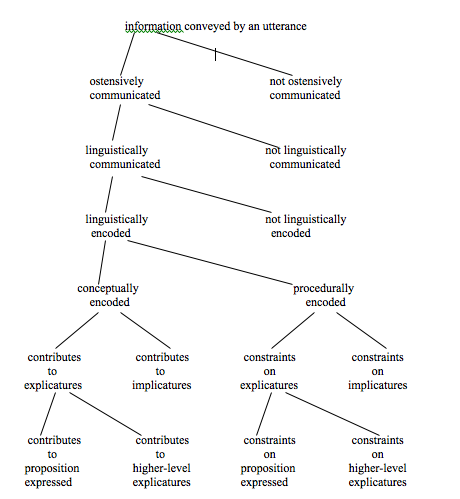 information conveyed by an utterance
ostensively
communicated
not ostensively
communicated
linguistically
communicated
not linguistically
communicated
linguistically
encoded
not linguistically
encoded
conceptually
encoded
procedurally
encoded
contributes
to
explicatures
contributes
to
implicatures
constraints
on
explicatures
constraints
on
implicatures
contributes
to
proposition
expressed
contributes
to
higher-level
explicatures
constraints
on
proposition
expressed
constraints
on
higher-level
explicatures